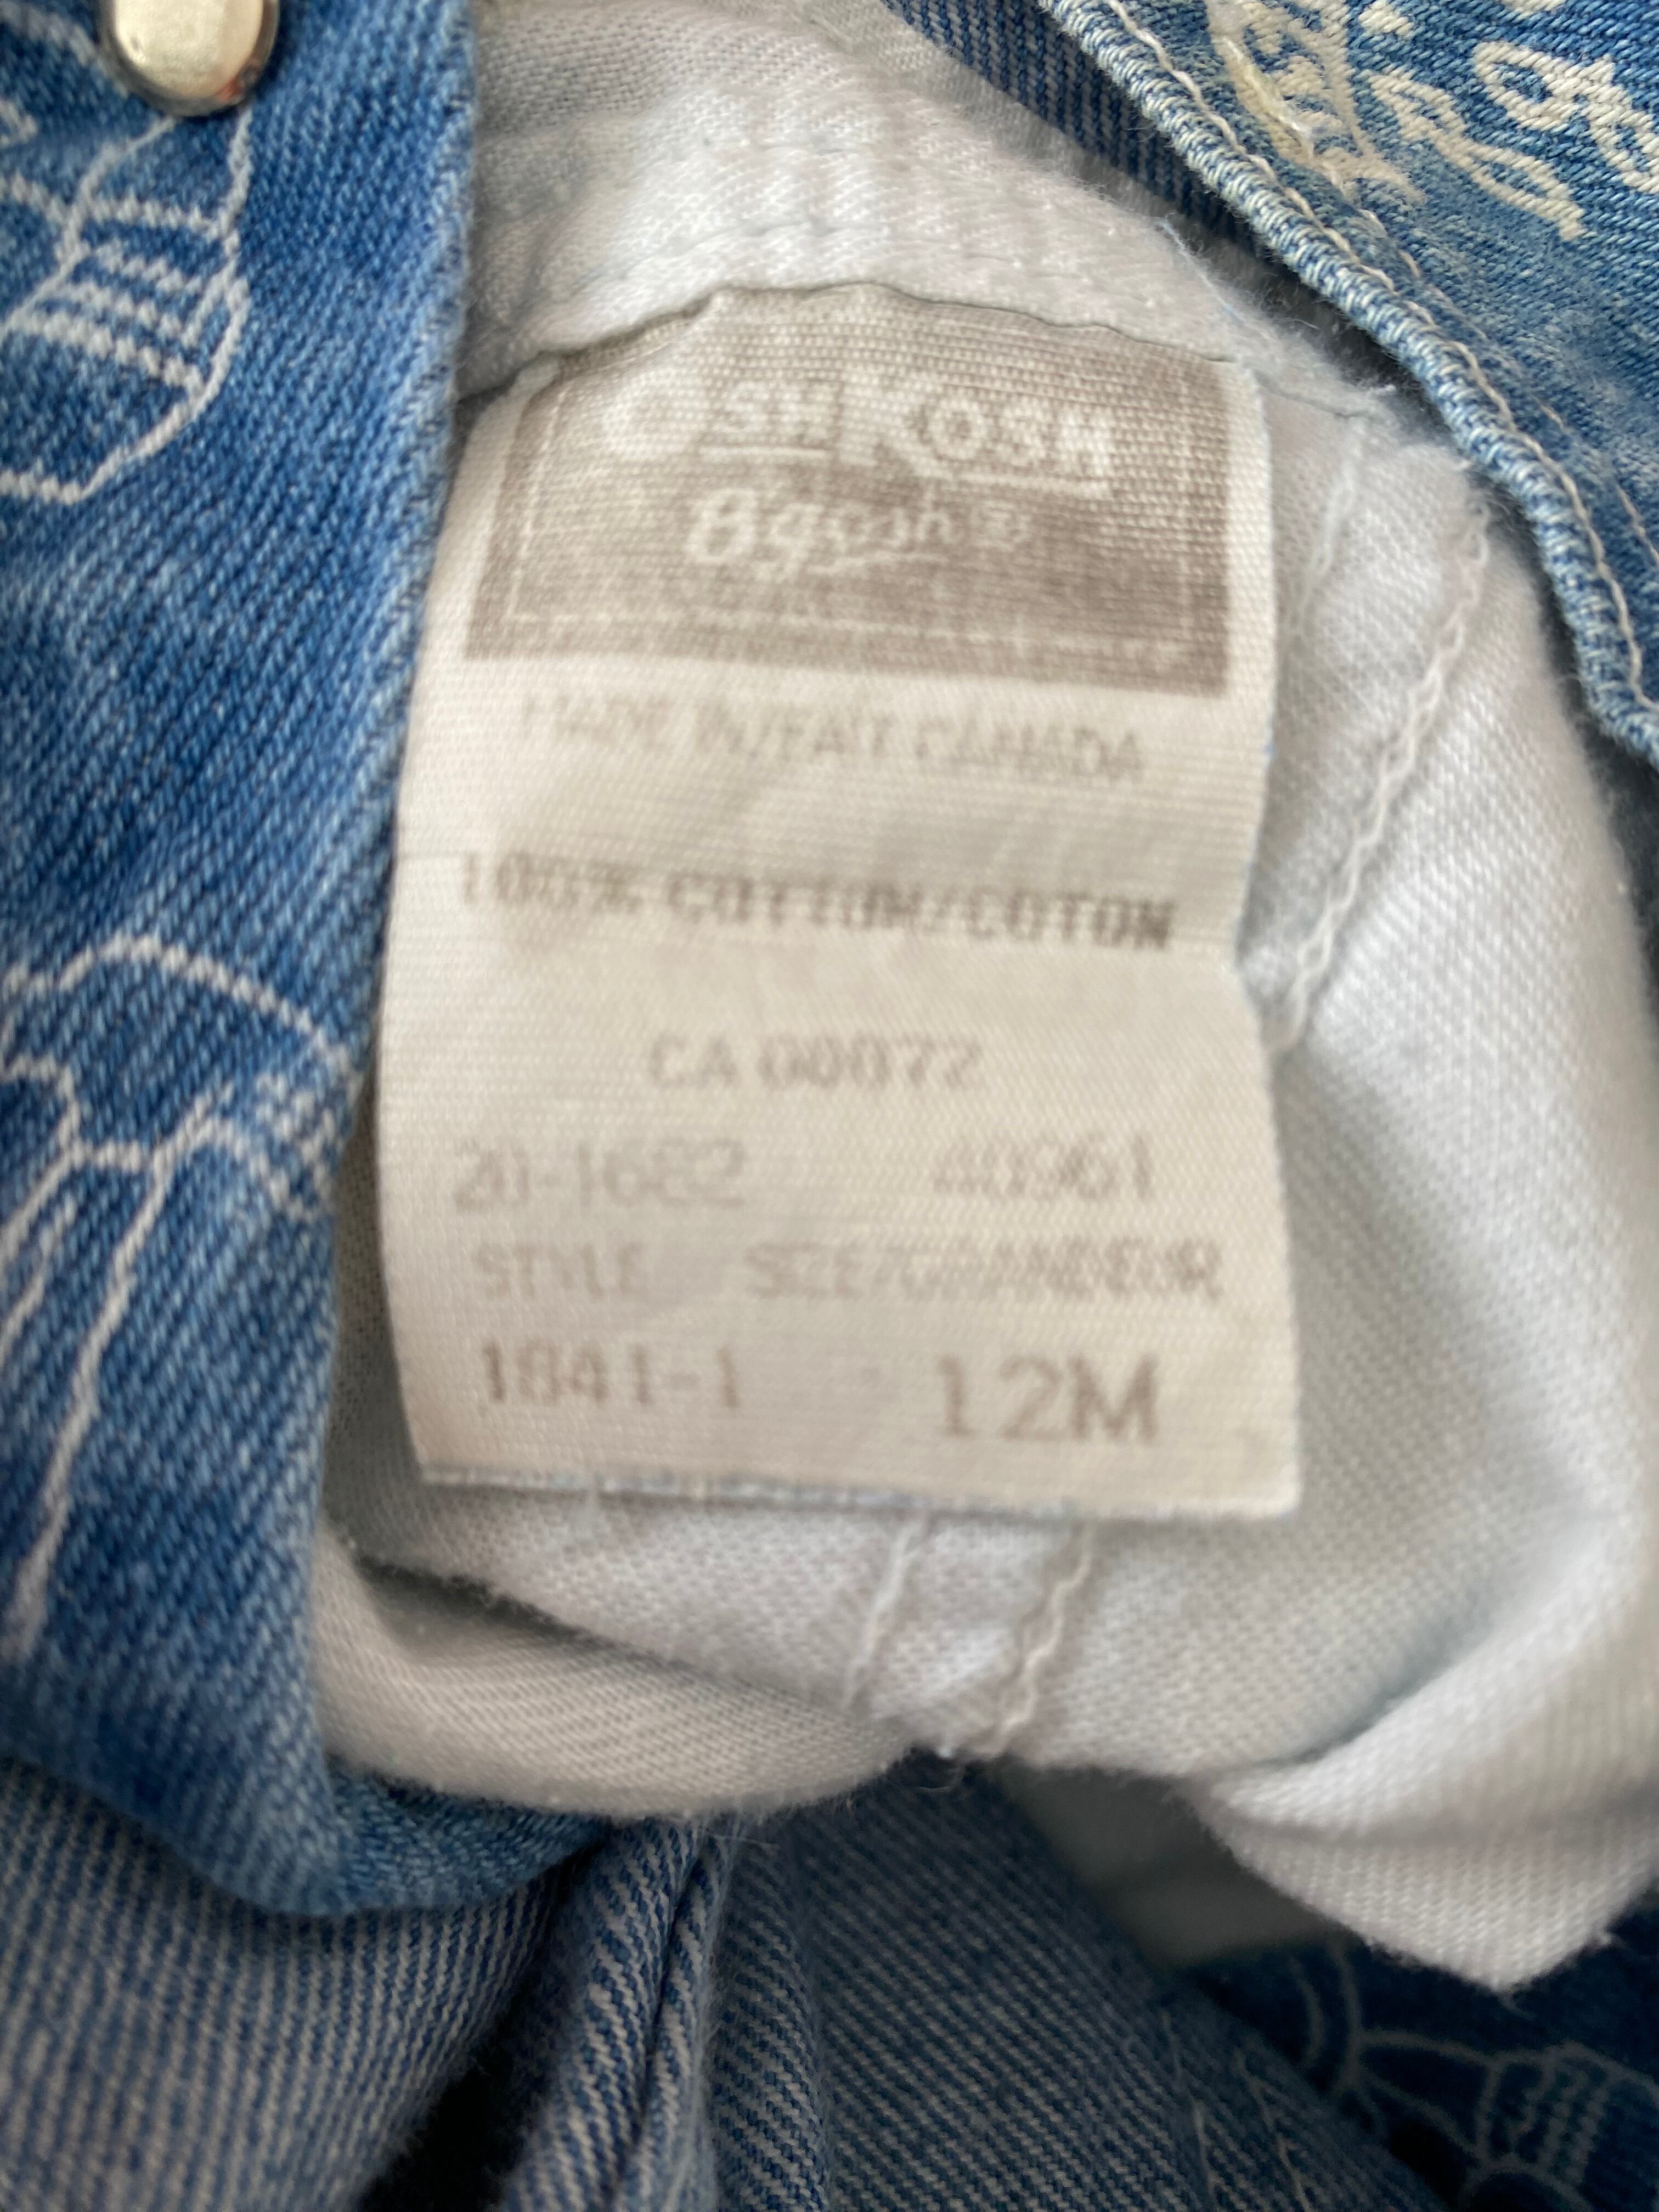 OSHKOSH
B'gosh®
MADE IN/FAIT CANADA
100% COTTON/COTON
CA 00072
20-1682 40961
STYLE SIZE/GRANDEUR
1841-1 12M